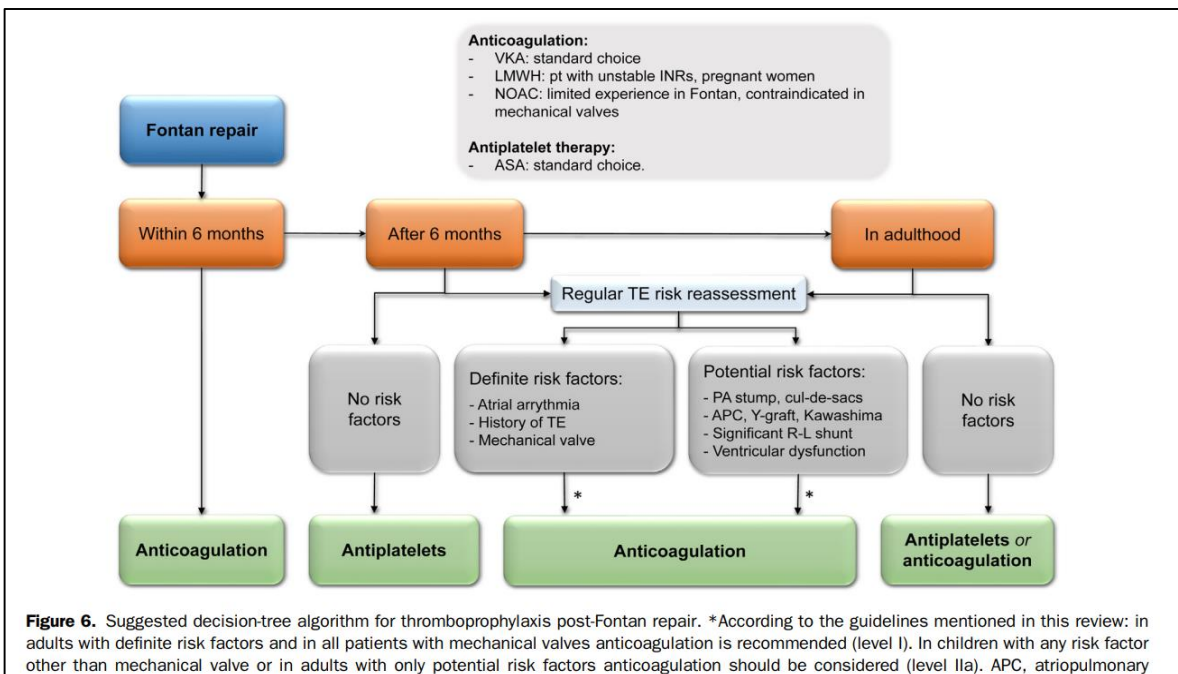 Anticoagulation:
- VKA: standard choice
- LMWH: pt with unstable INRs, pregnant women
- NOAC: limited experience in Fontan, contraindicated in
mechanical valves
Antiplatelet therapy:
- ASA: standard choice.
Fontan repair
Within 6 months
After 6 months
In adulthood
Regular TE risk reassessment
No risk
factors
Definite risk factors:
- Atrial arrythmia
- History of TE
- Mechanical valve
Potential risk factors:
- PA stump, cul-de-sacs
- APC, Y-graft, Kawashima
- Significant R-L shunt
- Ventricular dysfunction
No risk
factors
*
*
Anticoagulation
Antiplatelets
Anticoagulation
Antiplatelets or
anticoagulation
Figure 6. Suggested decision-tree algorithm for thromboprophylaxis post-Fontan repair. *According to the guidelines mentioned in this review: in
adults with definite risk factors and in all patients with mechanical valves anticoagulation is recommended (level I). In children with any risk factor
other than mechanical valve or in adults with only potential risk factors anticoagulation should be considered (level IIa). APC, atriopulmonary